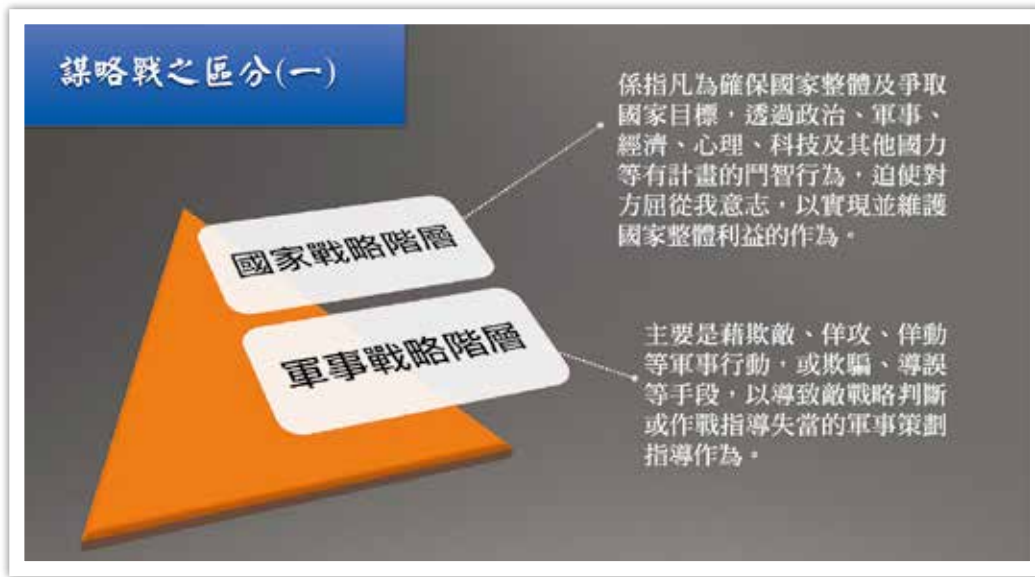 謀略戰之區分(一)
係指凡為確保國家整體及爭取
國家目標，透過政治、軍事、
經濟、心理、科技及其他國力
等有計畫的鬥智行為，迫使對
方屈從我意志，以實現並維護
國家整體利益的作為。
國家戰略階層
軍事戰略階層
主要是藉欺敵、佯攻、佯動
等軍事行動，或欺騙、導誤
等手段，以導致敵戰略判斷
或作戰指導失當的軍事策劃
指導作為。